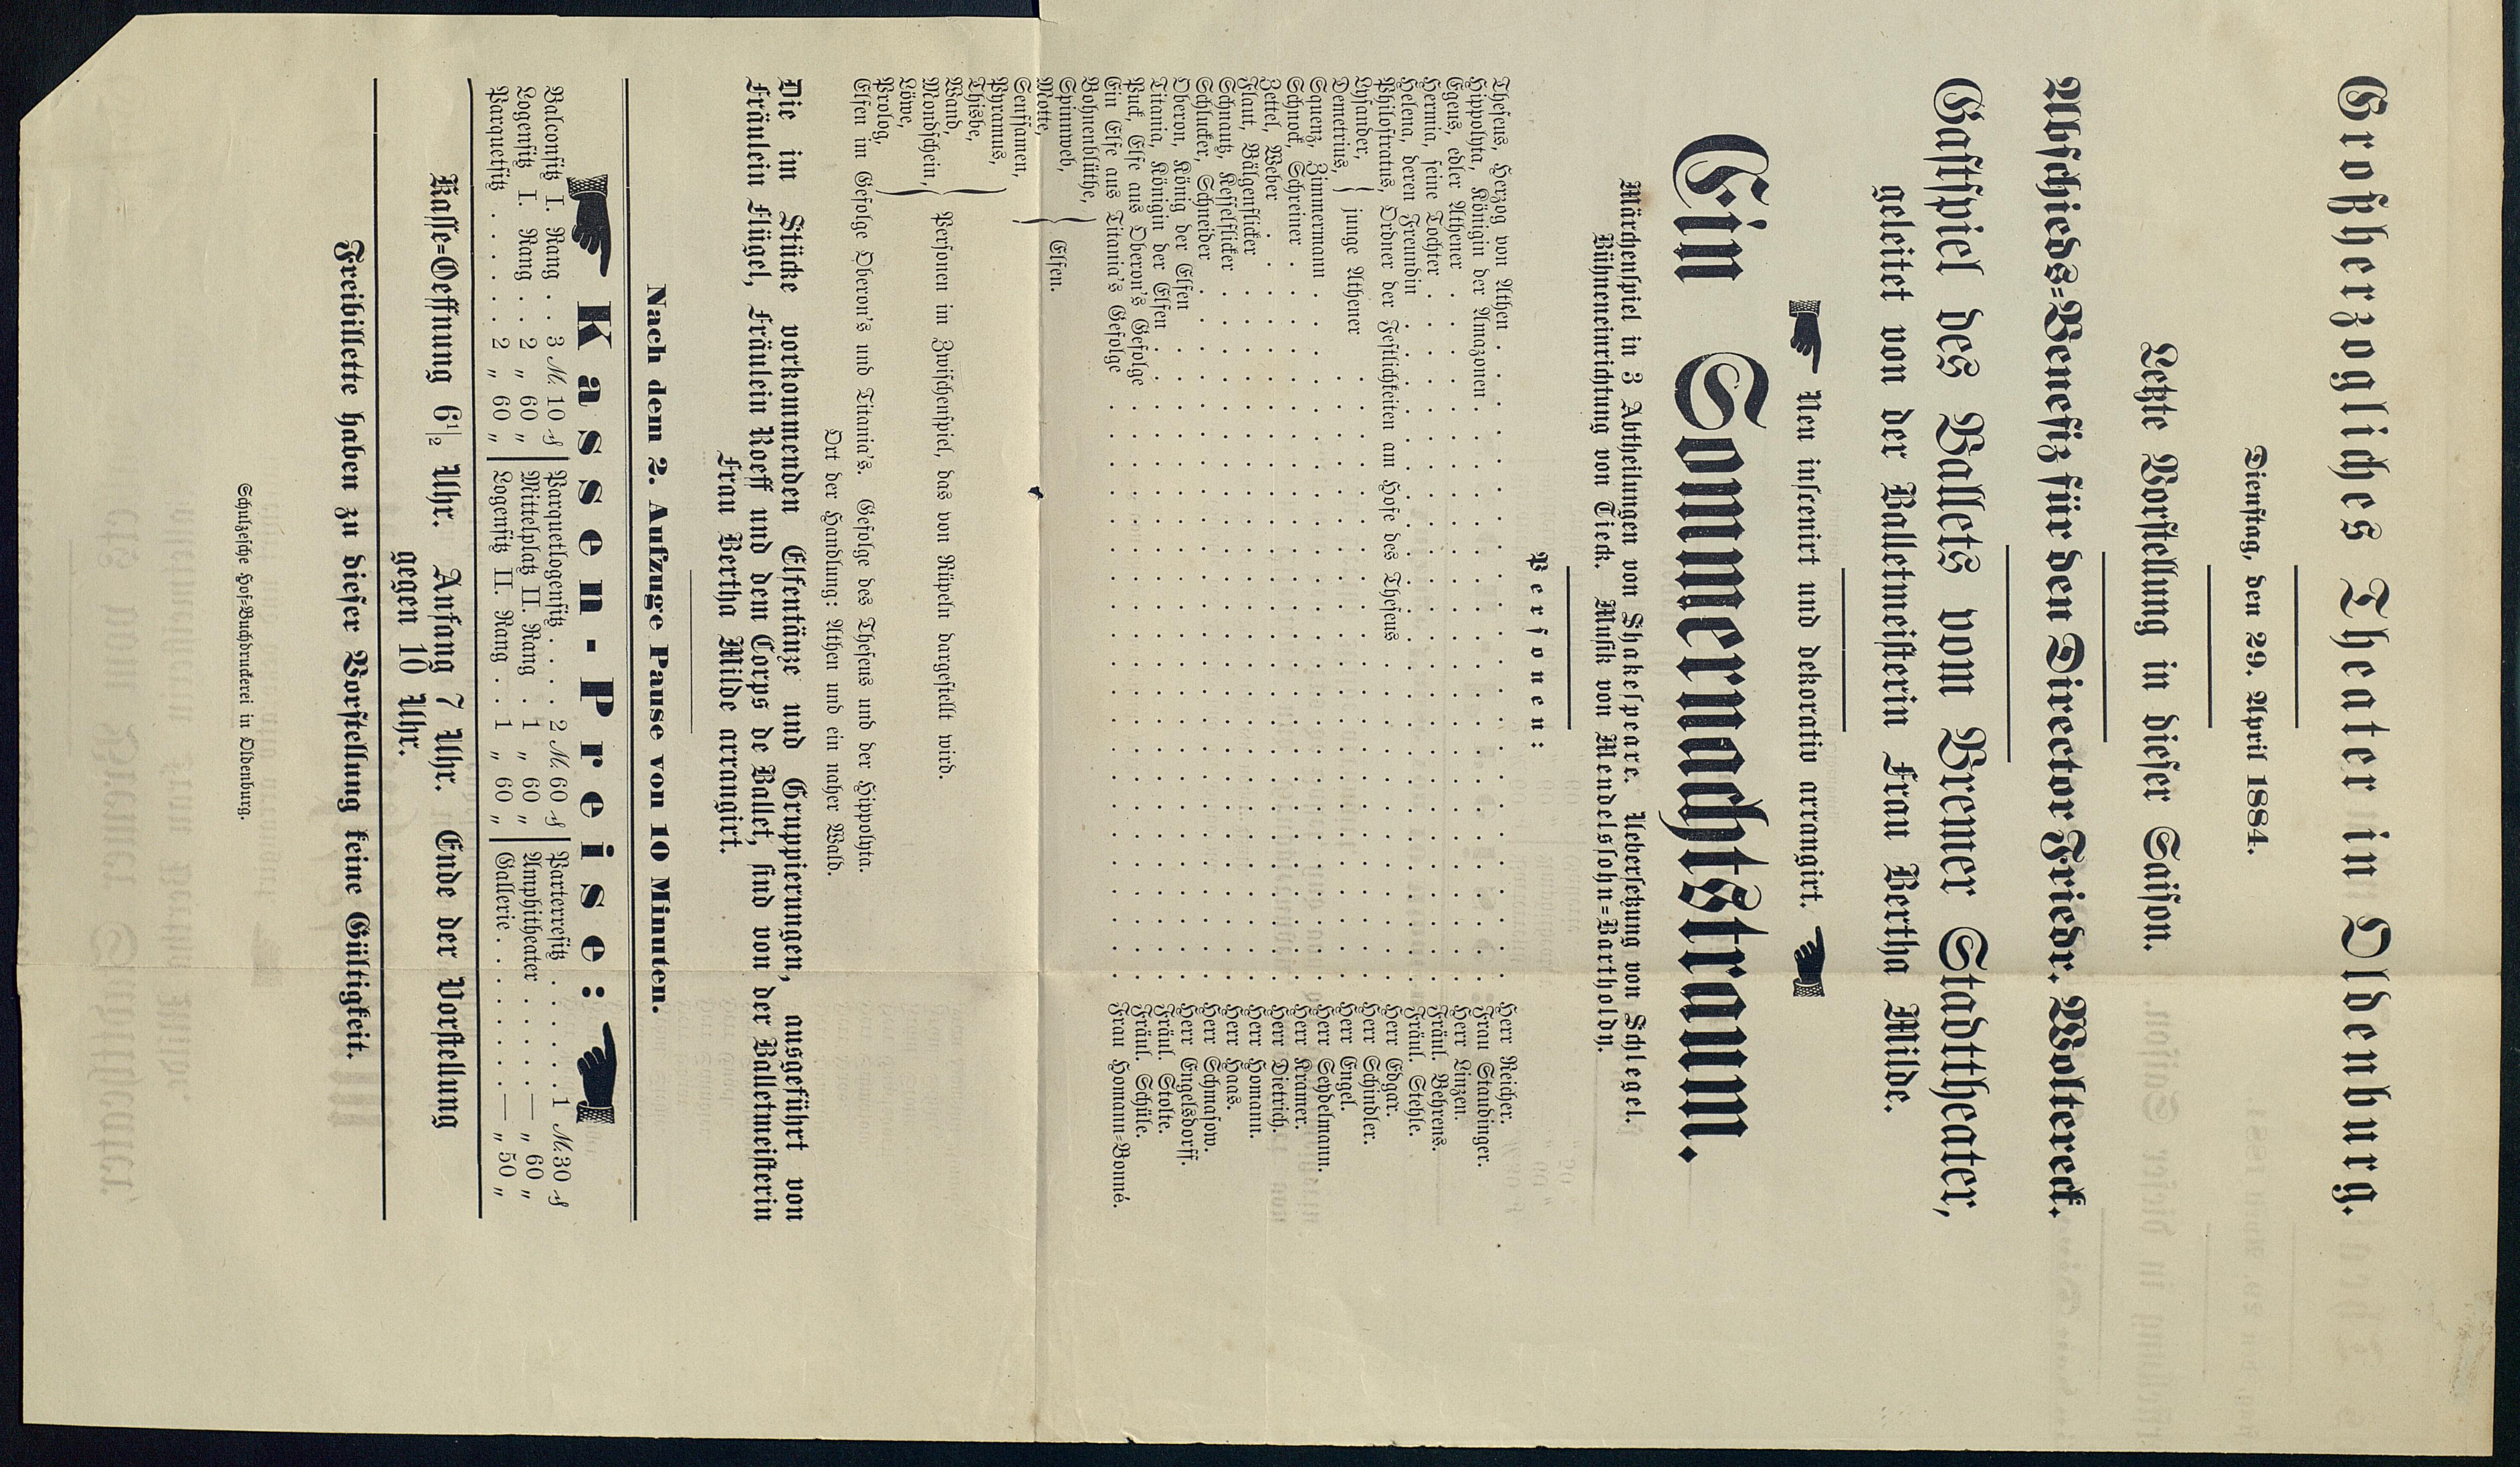 Großherzogliches Theater in Oldenburg.
Dienstag, den 29. April 1884.
Letzte Vorstellung in dieser Saison.
Abschieds-Benefiz für den Director Friedr. Woltereck.
Gastspiel des Ballets vom Bremer Stadttheater,
geleitet von der Balletmeisterin Frau Bertha Milde.
Neu inscenirt und dekorativ arrangirt.
Ein Sommernachtstraum.
Märchenspiel in 3 Abtheilungen von Shakespeare. Uebersetzung von Schlegel.
Bühneneinrichtung von Tieck. Musik von Mendelssohn-Bartholdy.
Personen:
Theseus, Herzog von Athen . . . Herr Reicher.
Hippolyta, Königin der Amazonen . . . Frau Staudinger.
Egeus, edler Athener . . . Herr Linzen.
Hermia, seine Tochter . . . Fräul. Behrens.
Helena, deren Freundin . . . Fräul. Stehle.
Philostratus, Ordner der Festlichkeiten am Hofe des Theseus . . . Herr Edgar.
Lysander, } junge Athener . . . Herr Schindler.
Demetrius, . . . Herr Engel.
Squenz, Zimmermann . . . Herr Seydelmann.
Schnock, Schreiner . . . Herr Kramer.
Zettel, Weber . . . Herr Dietrich.
Flaut, Bälgenflicker . . . Herr Homann.
Schnauz, Kesselflicker . . . Herr Haas.
Schlucker, Schneider . . . Herr Schmasow.
Oberon, König der Elfen . . . Herr Engelsdorff.
Titania, Königin der Elfen . . . Fräul. Stolte.
Puck, Elfe aus Oberon's Gefolge . . . Fräul. Schüle.
Ein Elfe aus Titania's Gefolge . . . Frau Homann-Bonné.
Bohnenblüthe,
Spinnweb, } Elfen.
Motte,
Senfsamen,
Pyramus,
Thisbe,
Wand,
Mondschein, } Personen im Zwischenspiel, das von Rüpeln dargestellt wird.
Löwe,
Prolog,
Elfen im Gefolge Oberon's und Titania's. Gefolge des Theseus und der Hippolyta.
Ort der Handlung: Athen und ein naher Wald.
Die im Stücke vorkommenden Elfentänze und Gruppierungen, ausgeführt von
Fräulein Flügel, Fräulein Roeff und dem Corps de Ballet, sind von der Balletmeisterin
Frau Bertha Milde arrangirt.
Nach dem 2. Aufzuge Pause von 10 Minuten.
Kassen-Preise:
Balconsitz I. Rang . . 3 M. 10 ₰ | Parquetlogensitz . . . . 2 M. 60 ₰ | Parterresitz . . . . . 1 M. 30 ₰
Logensitz I. Rang . . 2 „ 60 „ | Mittelplatz II. Rang . 1 „ 60 „ | Amphitheater . . . . — „ 60 „
Parquetsitz . . . . . 2 „ 60 „ | Logensitz II. Rang . . 1 „ 60 „ | Gallerie . . . . . . — „ 50 „
Kasse-Oeffnung 6½ Uhr. Anfang 7 Uhr. Ende der Vorstellung
gegen 10 Uhr.
Freibillette haben zu dieser Vorstellung keine Gültigkeit.
Schulzesche Hof-Buchdruckerei in Oldenburg.